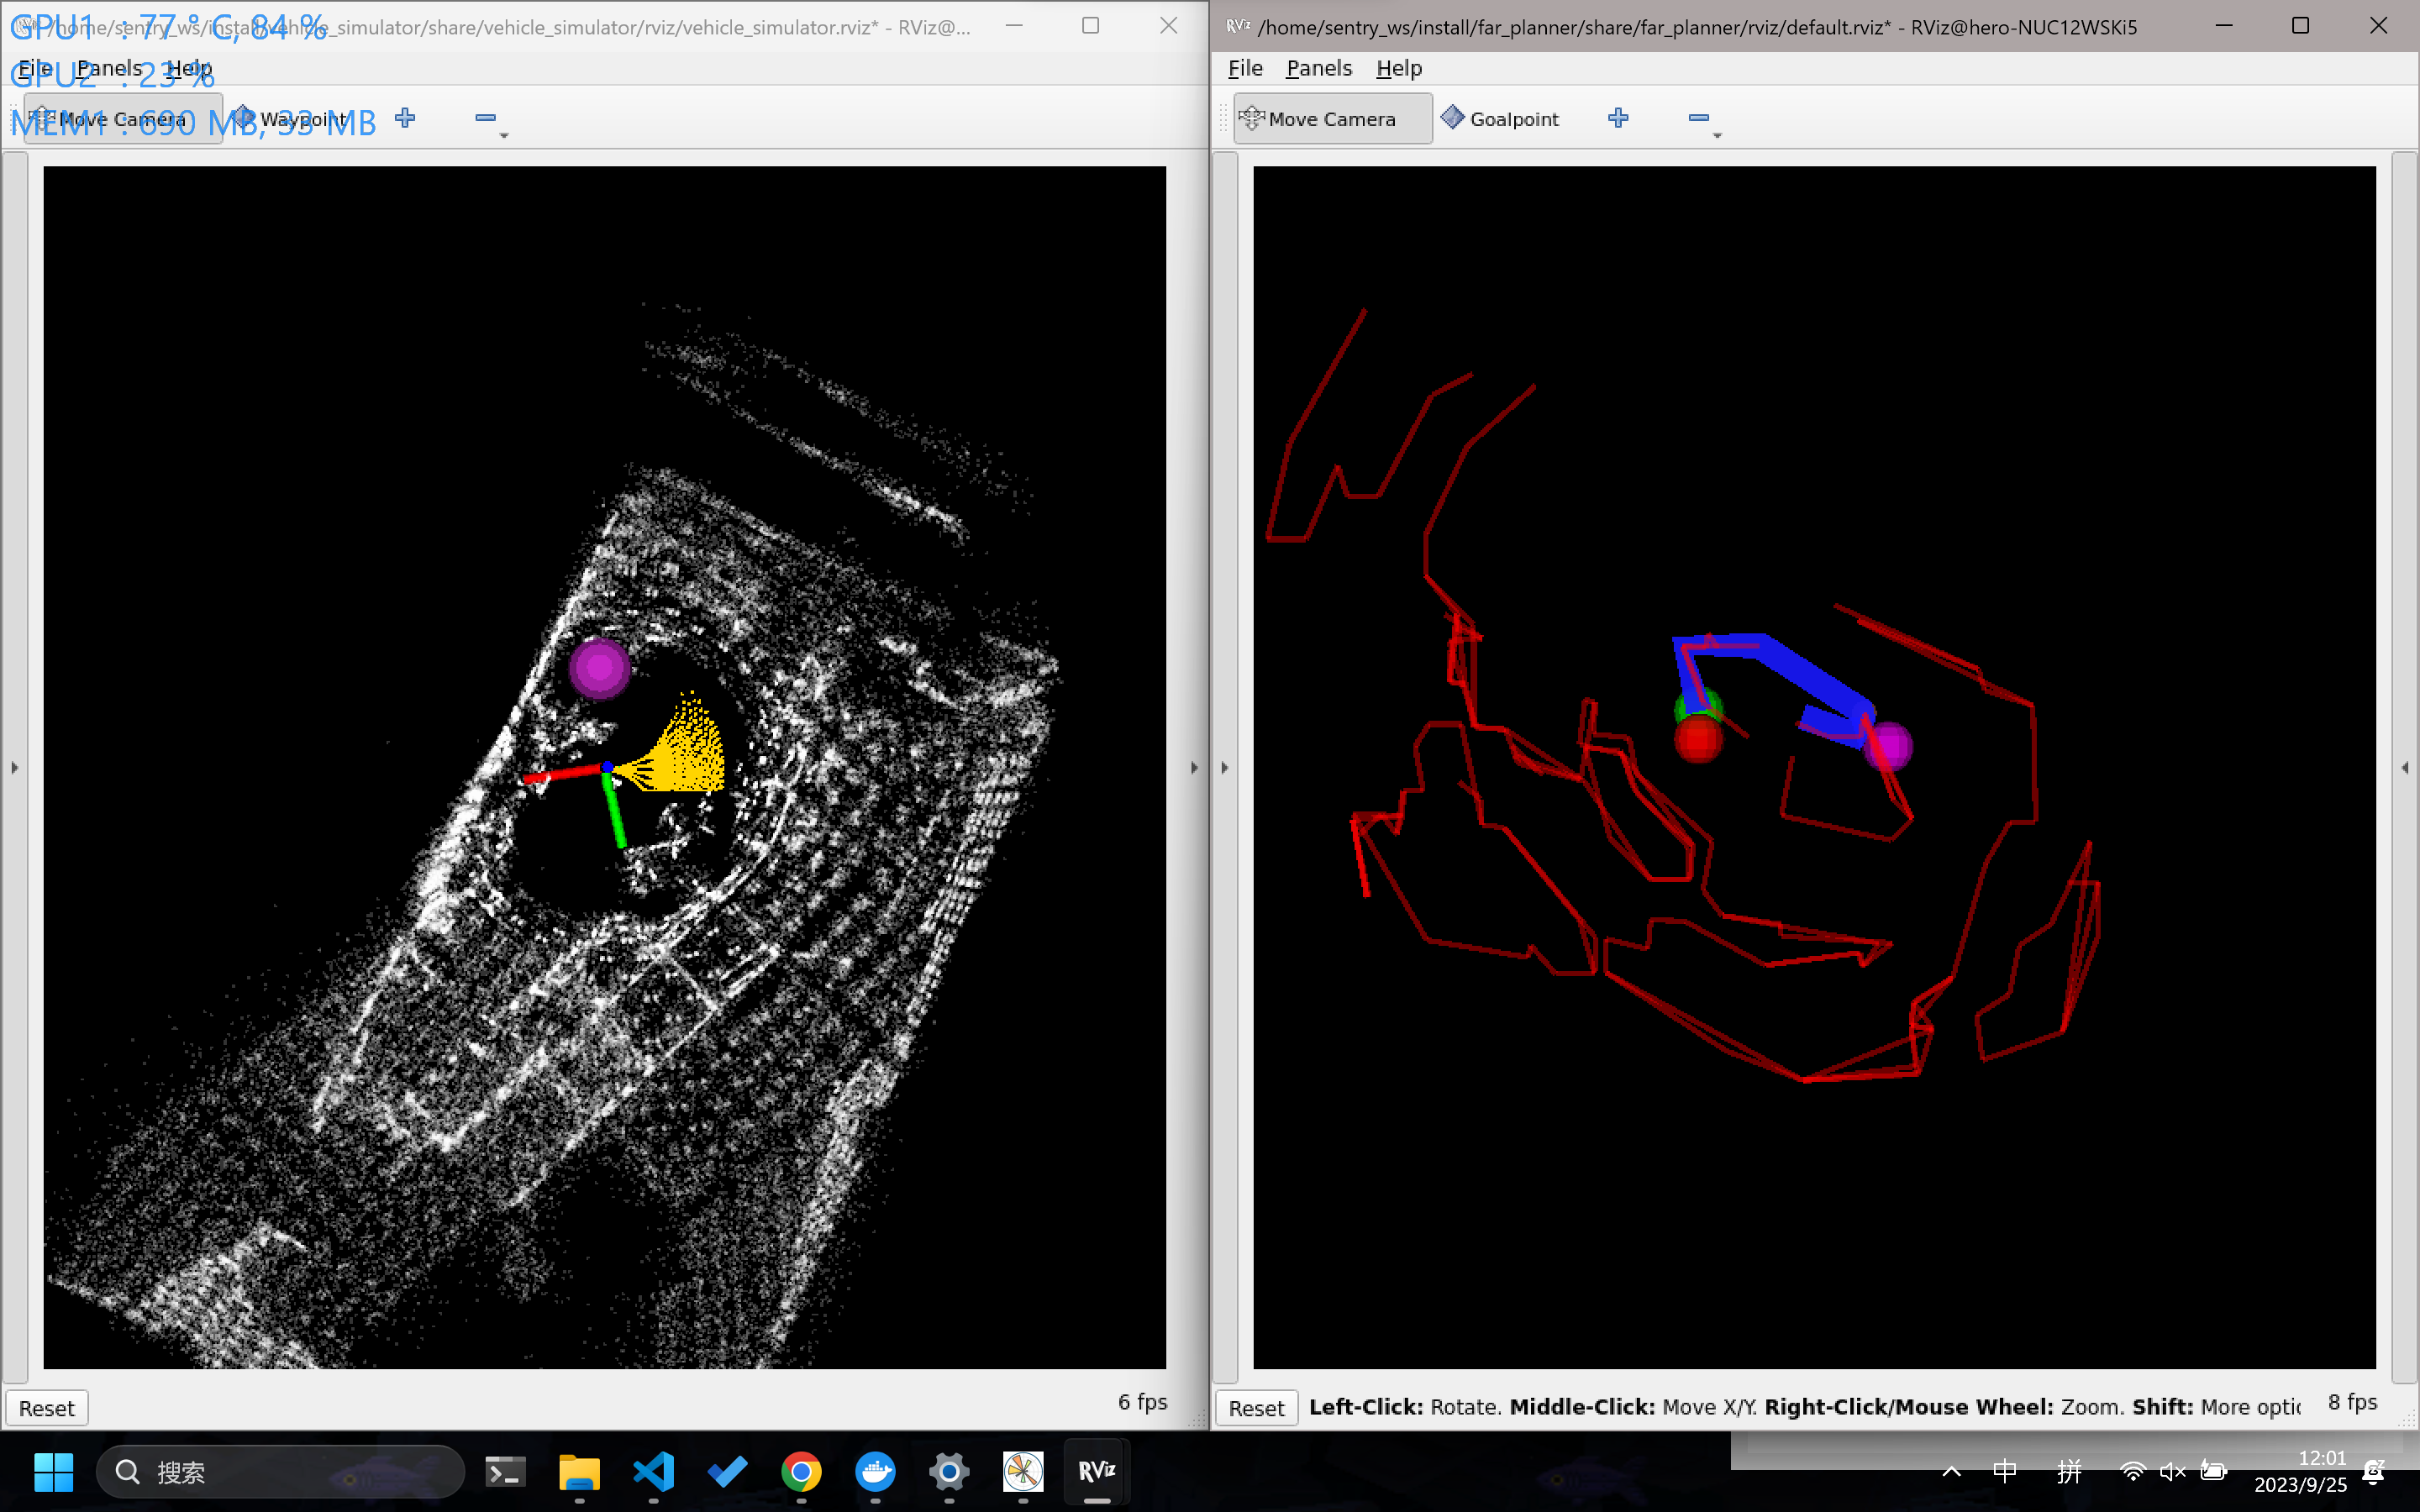 GPU1 : 77 ° C, 84 %
/home/sentry_ws/install/vehicle_simulator/share/vehicle_simulator/rviz/vehicle_simulator.rviz* - RViz@...
GPU2 : 23 %
File Panels Help
MEM1 : 690 MB, 33 MB
Move Camera Waypoint
Reset
6 fps
RViz /home/sentry_ws/install/far_planner/share/far_planner/rviz/default.rviz* - RViz@hero-NUC12WSKi5
File Panels Help
Move Camera Goalpoint
Reset Left-Click: Rotate. Middle-Click: Move X/Y. Right-Click/Mouse Wheel: Zoom. Shift: More optic
8 fps
搜索
RViz
中 拼
12:01
2023/9/25